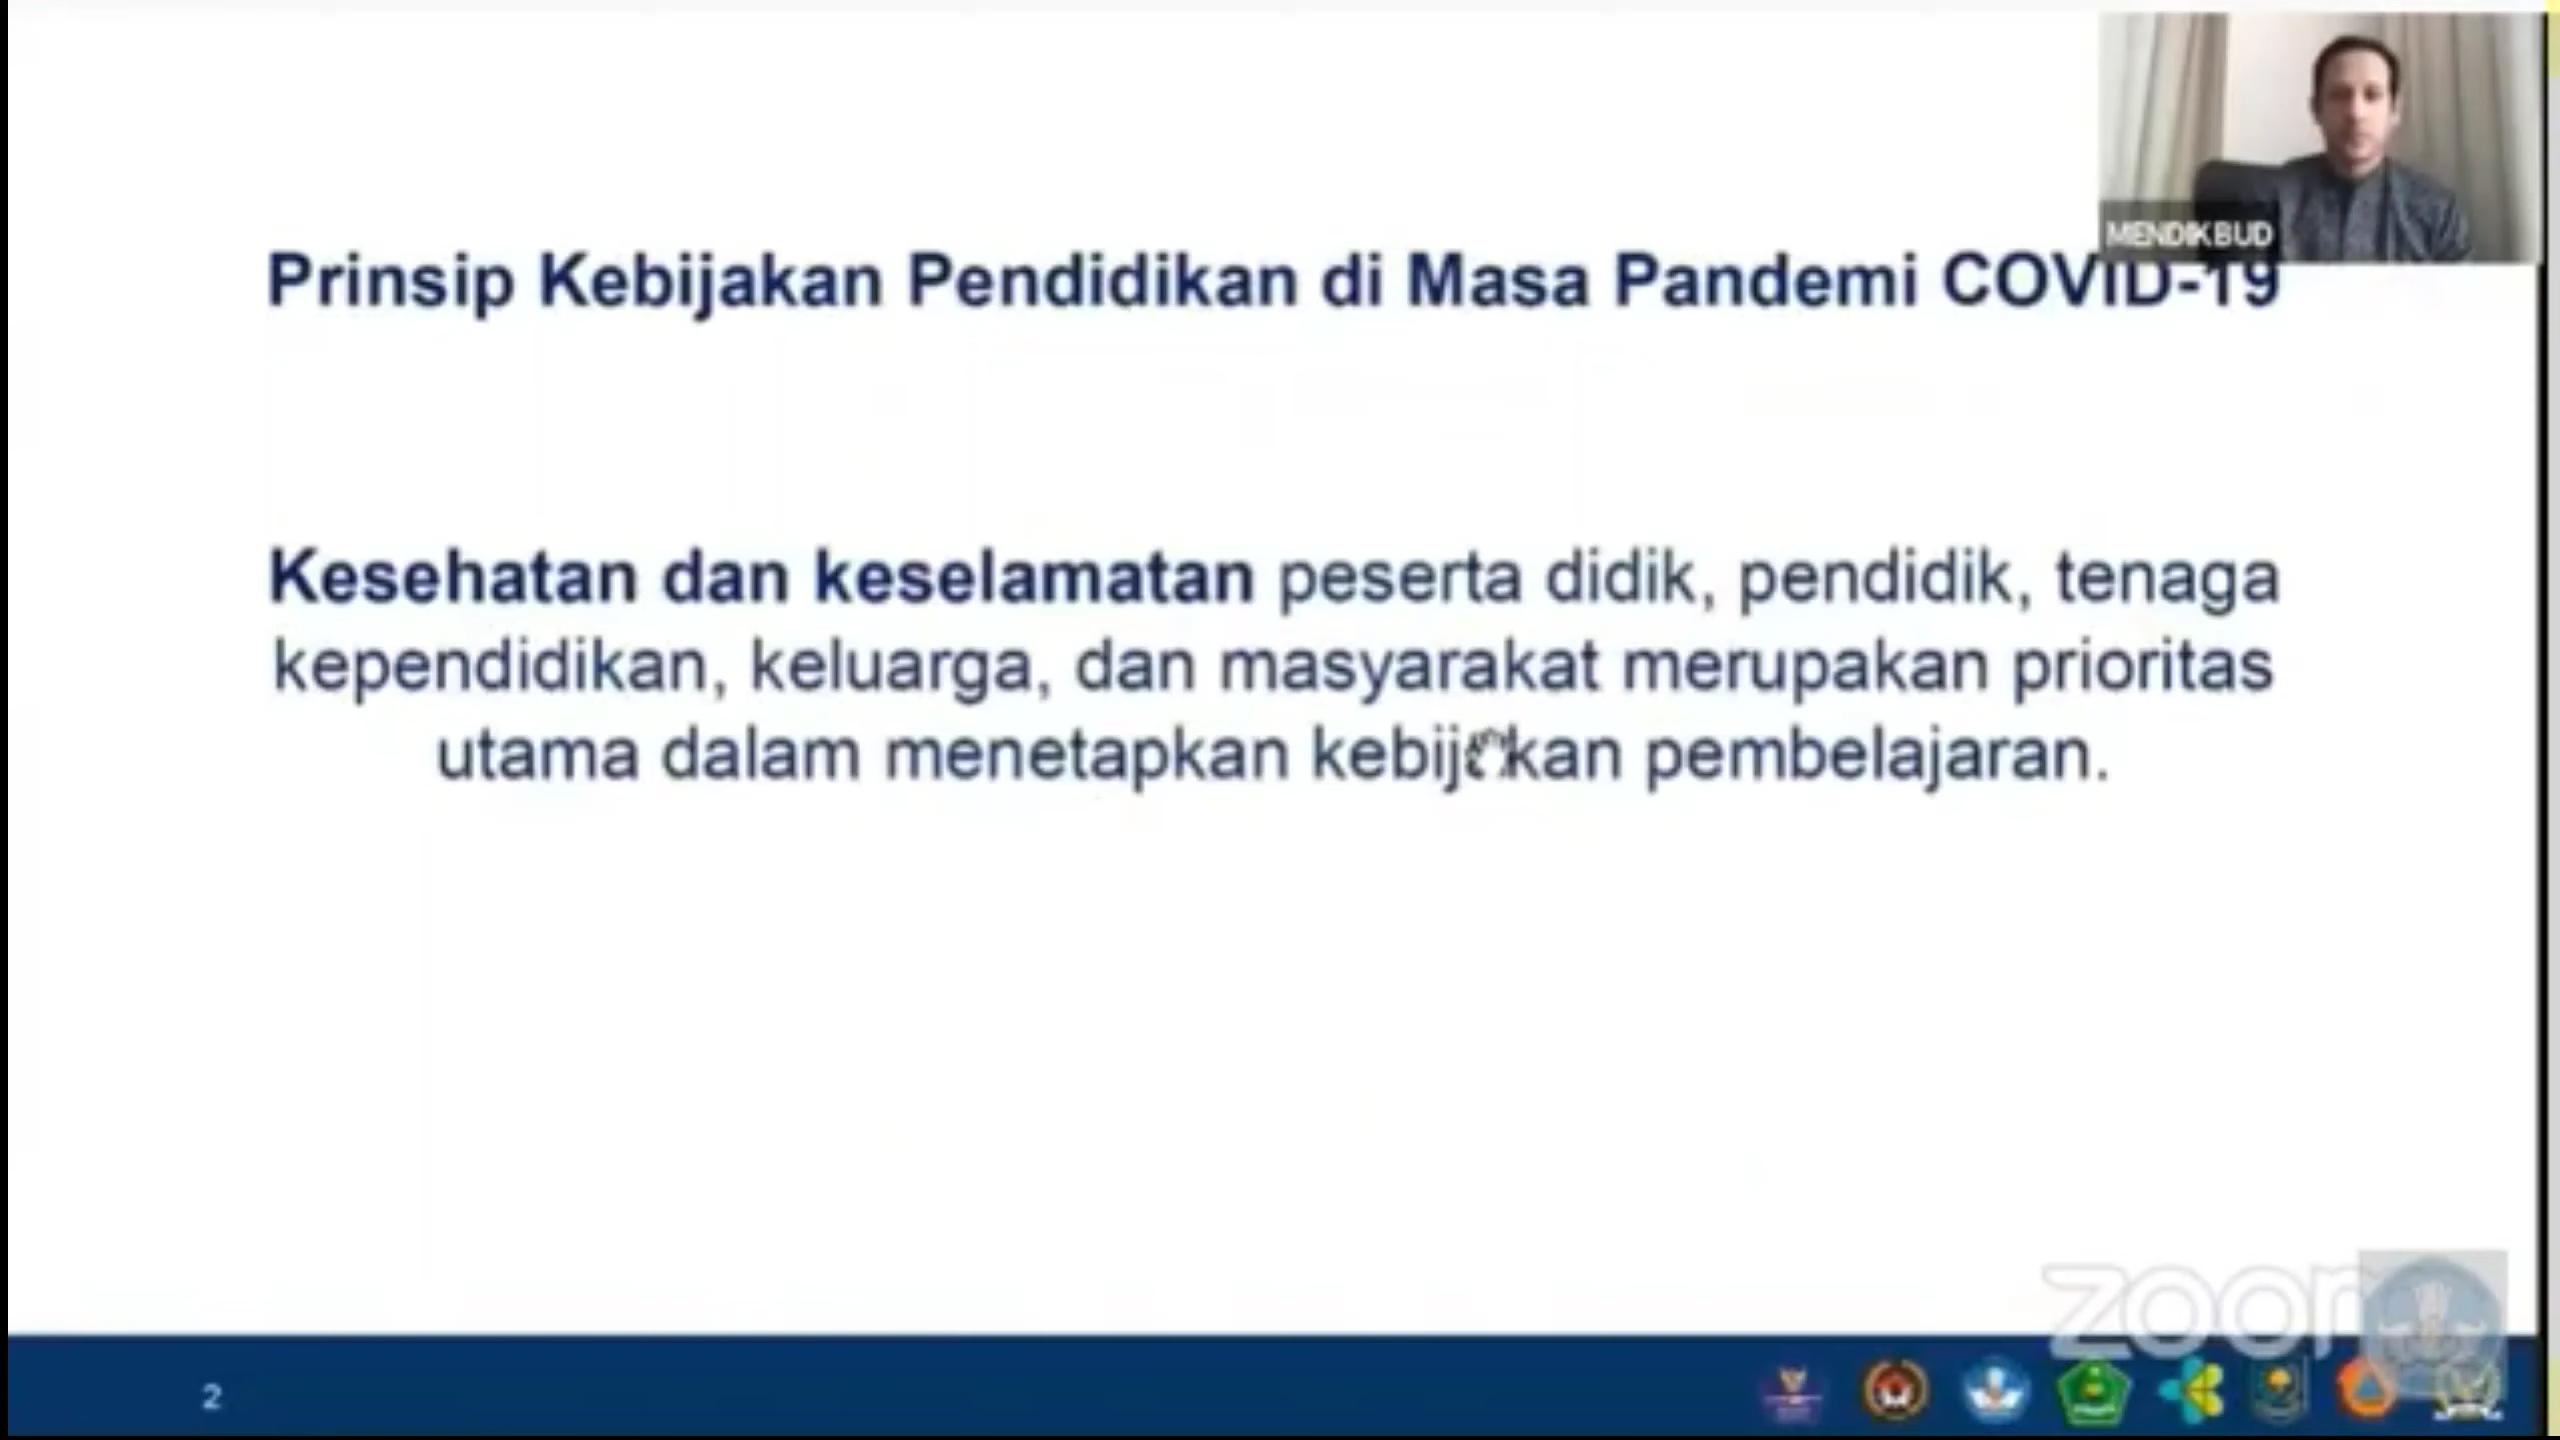 MENDIKBUD
Prinsip Kebijakan Pendidikan di Masa Pandemi COVID-19
Kesehatan dan keselamatan peserta didik, pendidik, tenaga
kependidikan, keluarga, dan masyarakat merupakan prioritas
utama dalam menetapkan kebijakan pembelajaran.
zoom
2